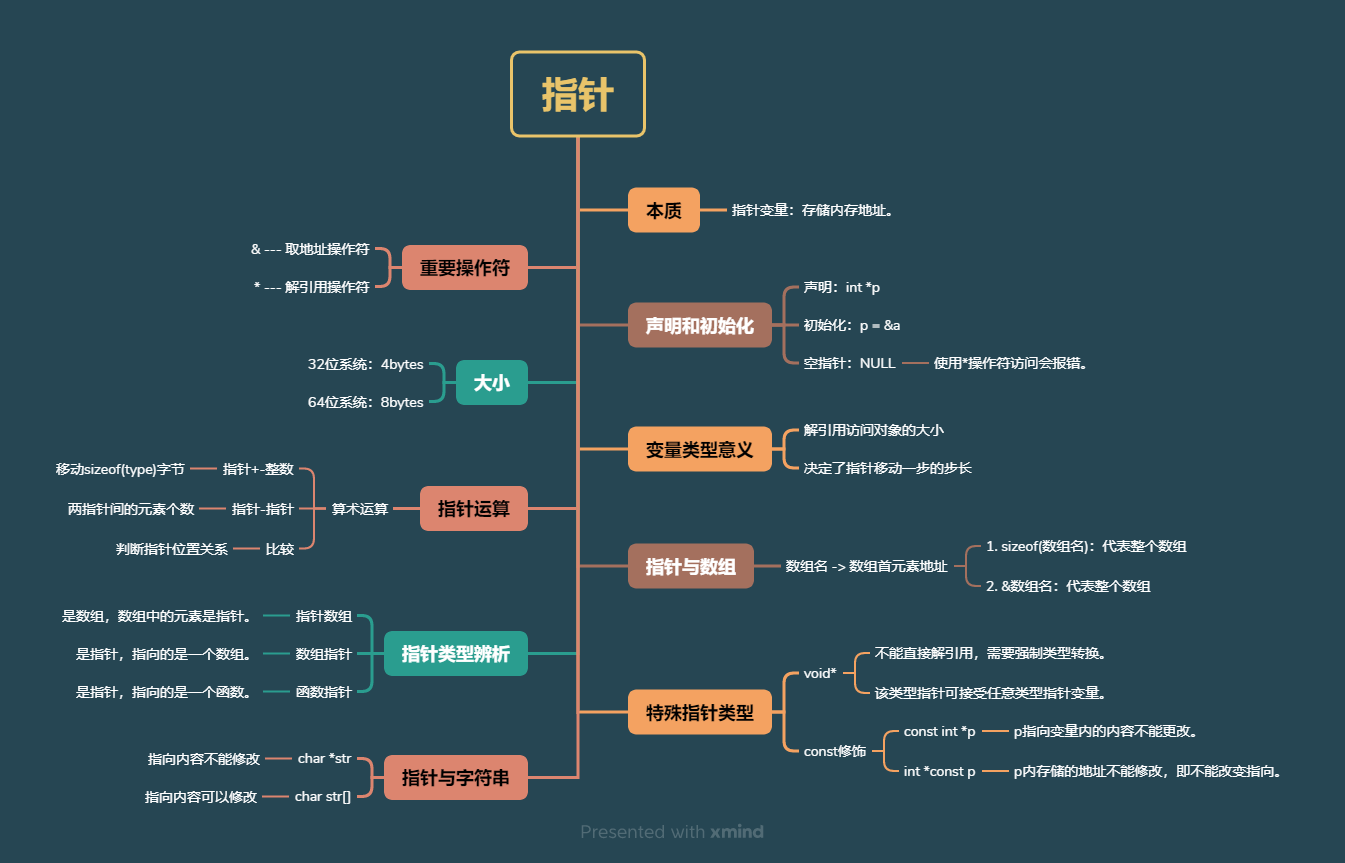 指针
本质
指针变量：存储内存地址。
重要操作符
& --- 取地址操作符
* --- 解引用操作符
声明和初始化
声明：int *p
初始化：p = &a
空指针：NULL
使用*操作符访问会报错。
大小
32位系统：4bytes
64位系统：8bytes
变量类型意义
解引用访问对象的大小
决定了指针移动一步的步长
指针运算
算术运算
指针+-整数
移动sizeof(type)字节
指针-指针
两指针间的元素个数
比较
判断指针位置关系
指针与数组
数组名 -> 数组首元素地址
1. sizeof(数组名)：代表整个数组
2. &数组名：代表整个数组
指针类型辨析
指针数组
是数组，数组中的元素是指针。
数组指针
是指针，指向的是一个数组。
函数指针
是指针，指向的是一个函数。
特殊指针类型
void*
不能直接解引用，需要强制类型转换。
该类型指针可接受任意类型指针变量。
const修饰
const int *p
p指向变量内的内容不能更改。
int *const p
p内存储的地址不能修改，即不能改变指向。
指针与字符串
char *str
指向内容不能修改
char str[]
指向内容可以修改
Presented with xmind